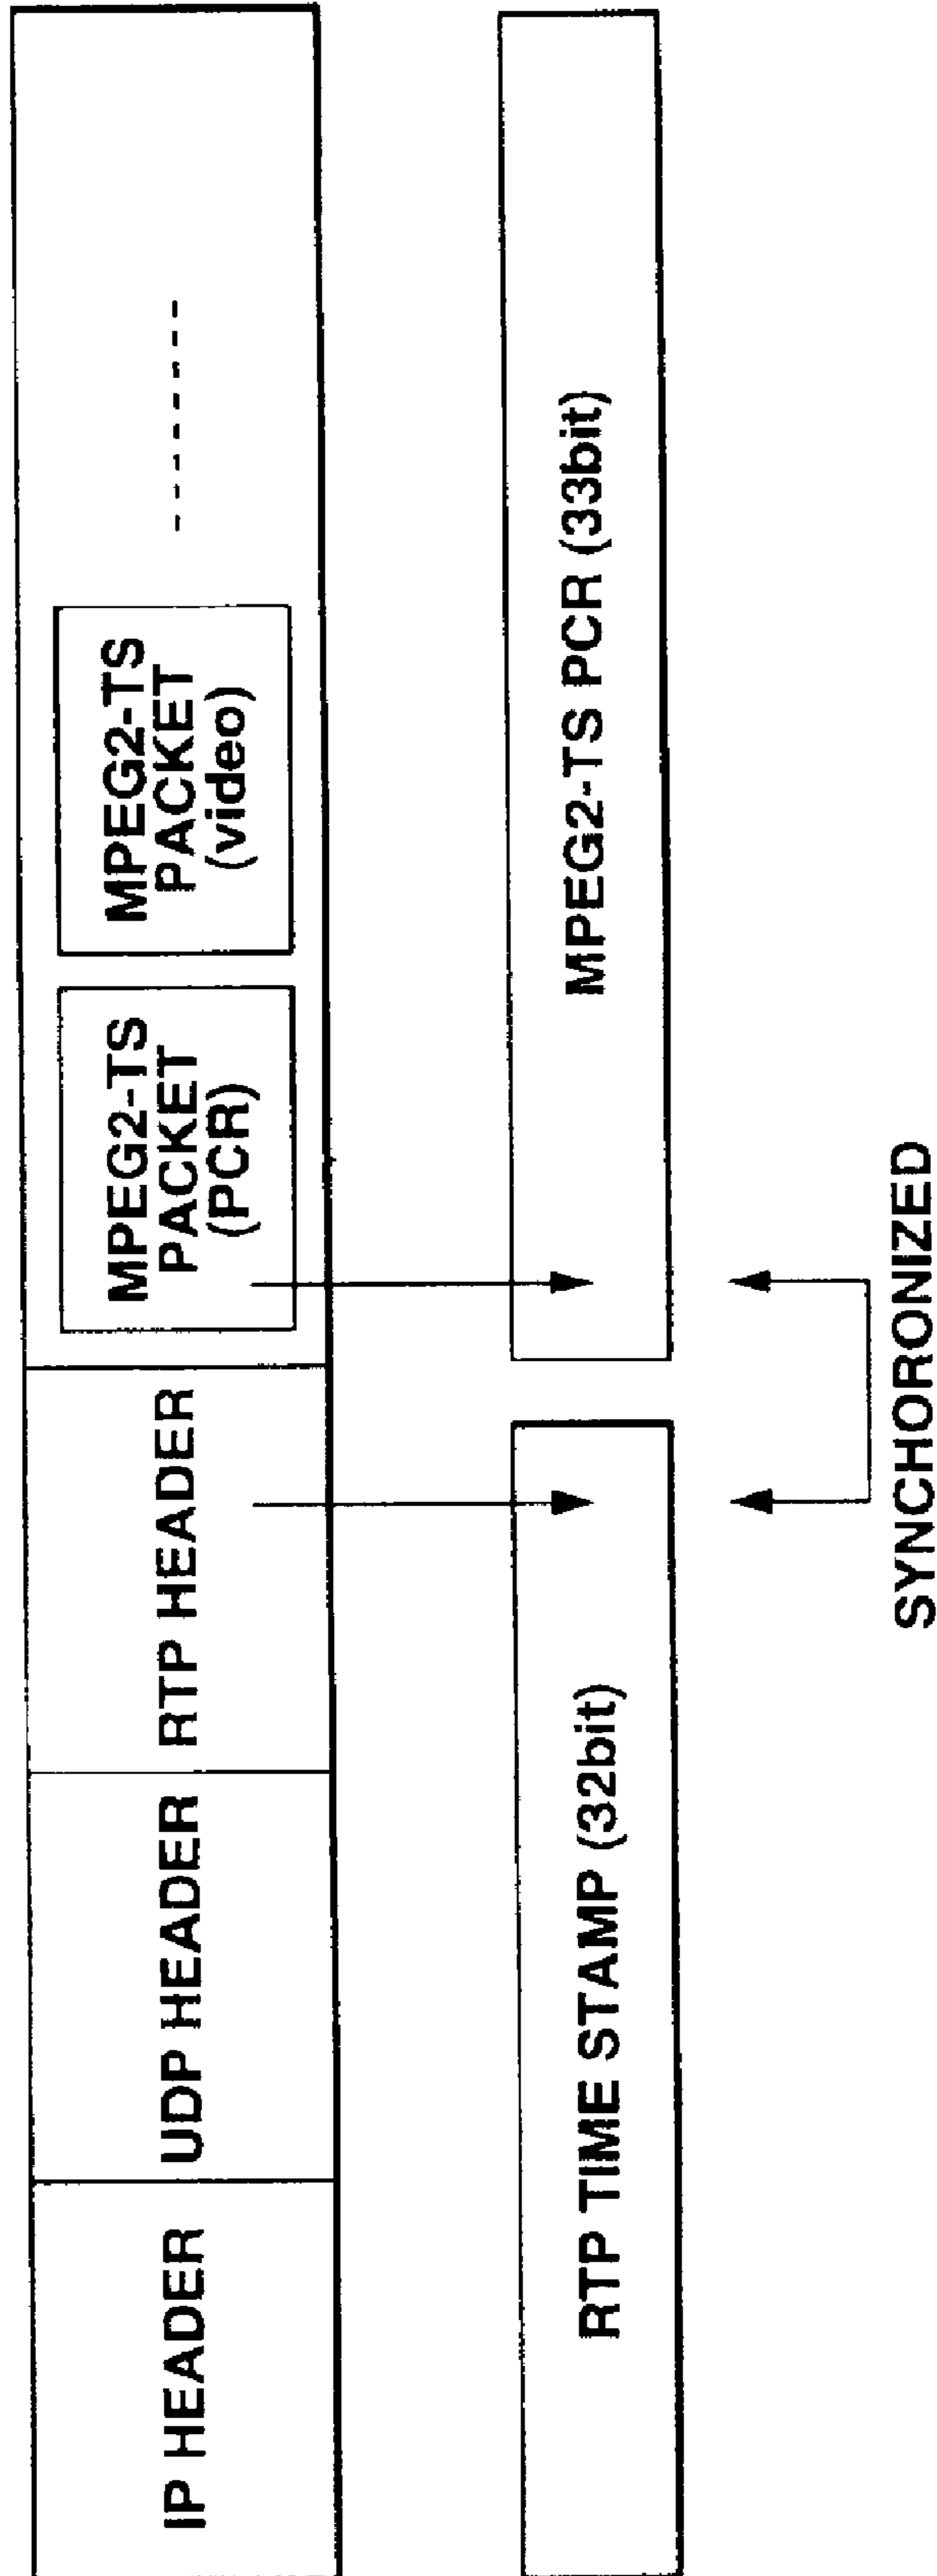 IP HEADER
UDP HEADER
RTP HEADER
MPEG2-TS
PACKET
(PCR)
MPEG2-TS
PACKET
(video)
RTP TIME STAMP (32bit)
MPEG2-TS PCR (33bit)
SYNCHORONIZED